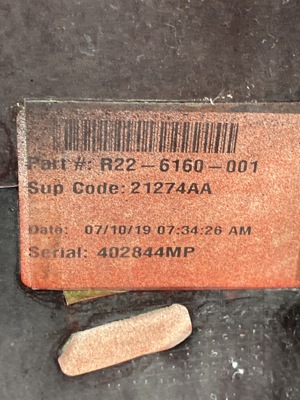 Part #: R22-6160-001
Sup Code: 21274AA
Date: 07/10/19 07:34:26 AM
Serial: 402844MP